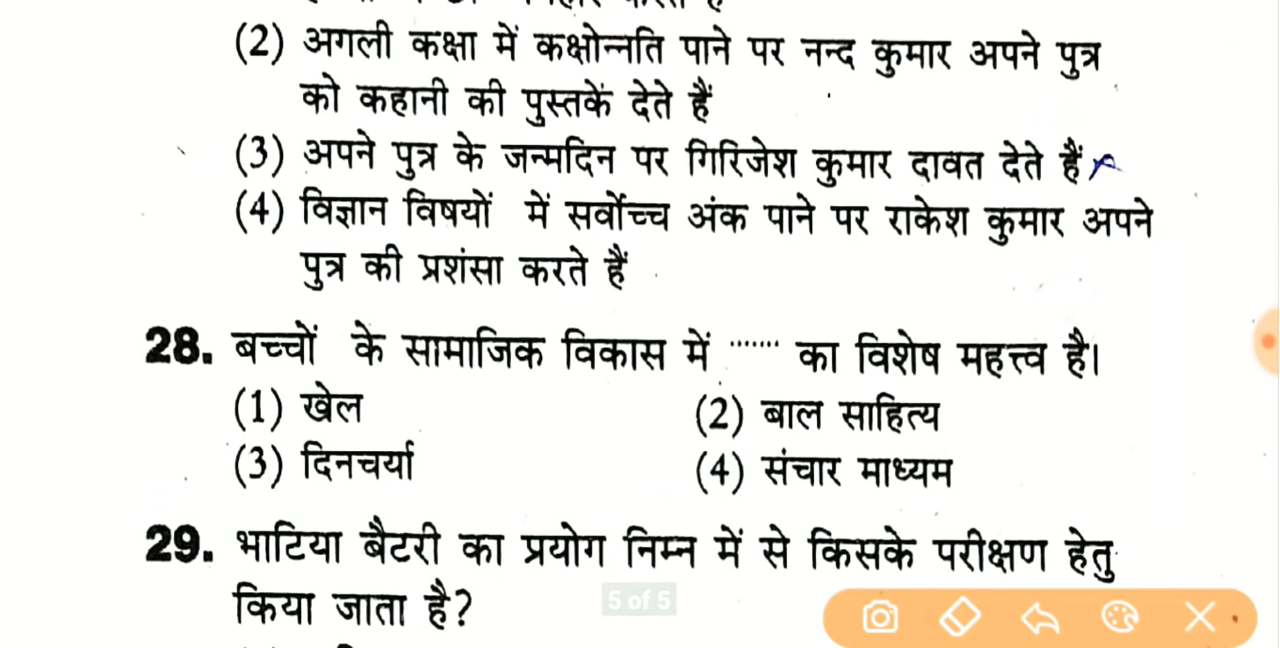 (2) अगली कक्षा में कक्षोन्नति पाने पर नन्द कुमार अपने पुत्र
को कहानी की पुस्तकें देते हैं
(3) अपने पुत्र के जन्मदिन पर गिरिजेश कुमार दावत देते हैं
(4) विज्ञान विषयों में सर्वोच्च अंक पाने पर राकेश कुमार अपने
पुत्र की प्रशंसा करते हैं
28. बच्चों के सामाजिक विकास में ....... का विशेष महत्त्व है।
(1) खेल (2) बाल साहित्य
(3) दिनचर्या (4) संचार माध्यम
29. भाटिया बैटरी का प्रयोग निम्न में से किसके परीक्षण हेतु
किया जाता है?
5 of 5